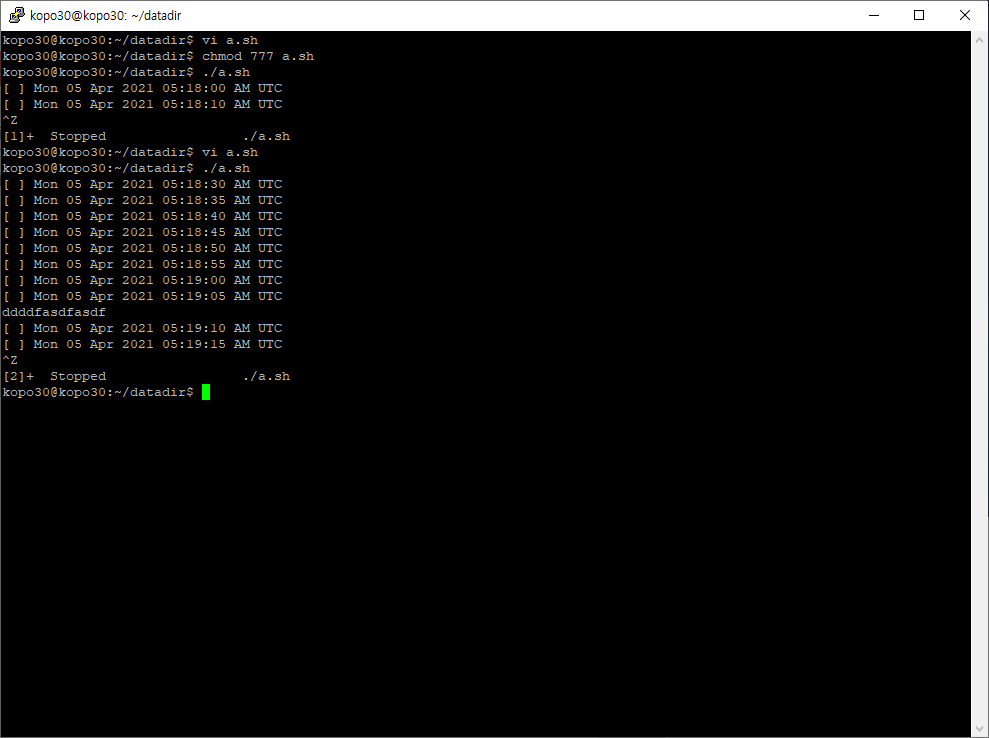 kopo30@kopo30: ~/datadir
kopo30@kopo30:~/datadir$ vi a.sh
kopo30@kopo30:~/datadir$ chmod 777 a.sh
kopo30@kopo30:~/datadir$ ./a.sh
[ ] Mon 05 Apr 2021 05:18:00 AM UTC
[ ] Mon 05 Apr 2021 05:18:10 AM UTC
^Z
[1]+  Stopped                 ./a.sh
kopo30@kopo30:~/datadir$ vi a.sh
kopo30@kopo30:~/datadir$ ./a.sh
[ ] Mon 05 Apr 2021 05:18:30 AM UTC
[ ] Mon 05 Apr 2021 05:18:35 AM UTC
[ ] Mon 05 Apr 2021 05:18:40 AM UTC
[ ] Mon 05 Apr 2021 05:18:45 AM UTC
[ ] Mon 05 Apr 2021 05:18:50 AM UTC
[ ] Mon 05 Apr 2021 05:18:55 AM UTC
[ ] Mon 05 Apr 2021 05:19:00 AM UTC
[ ] Mon 05 Apr 2021 05:19:05 AM UTC
ddddfasdfasdf
[ ] Mon 05 Apr 2021 05:19:10 AM UTC
[ ] Mon 05 Apr 2021 05:19:15 AM UTC
^Z
[2]+  Stopped                 ./a.sh
kopo30@kopo30:~/datadir$